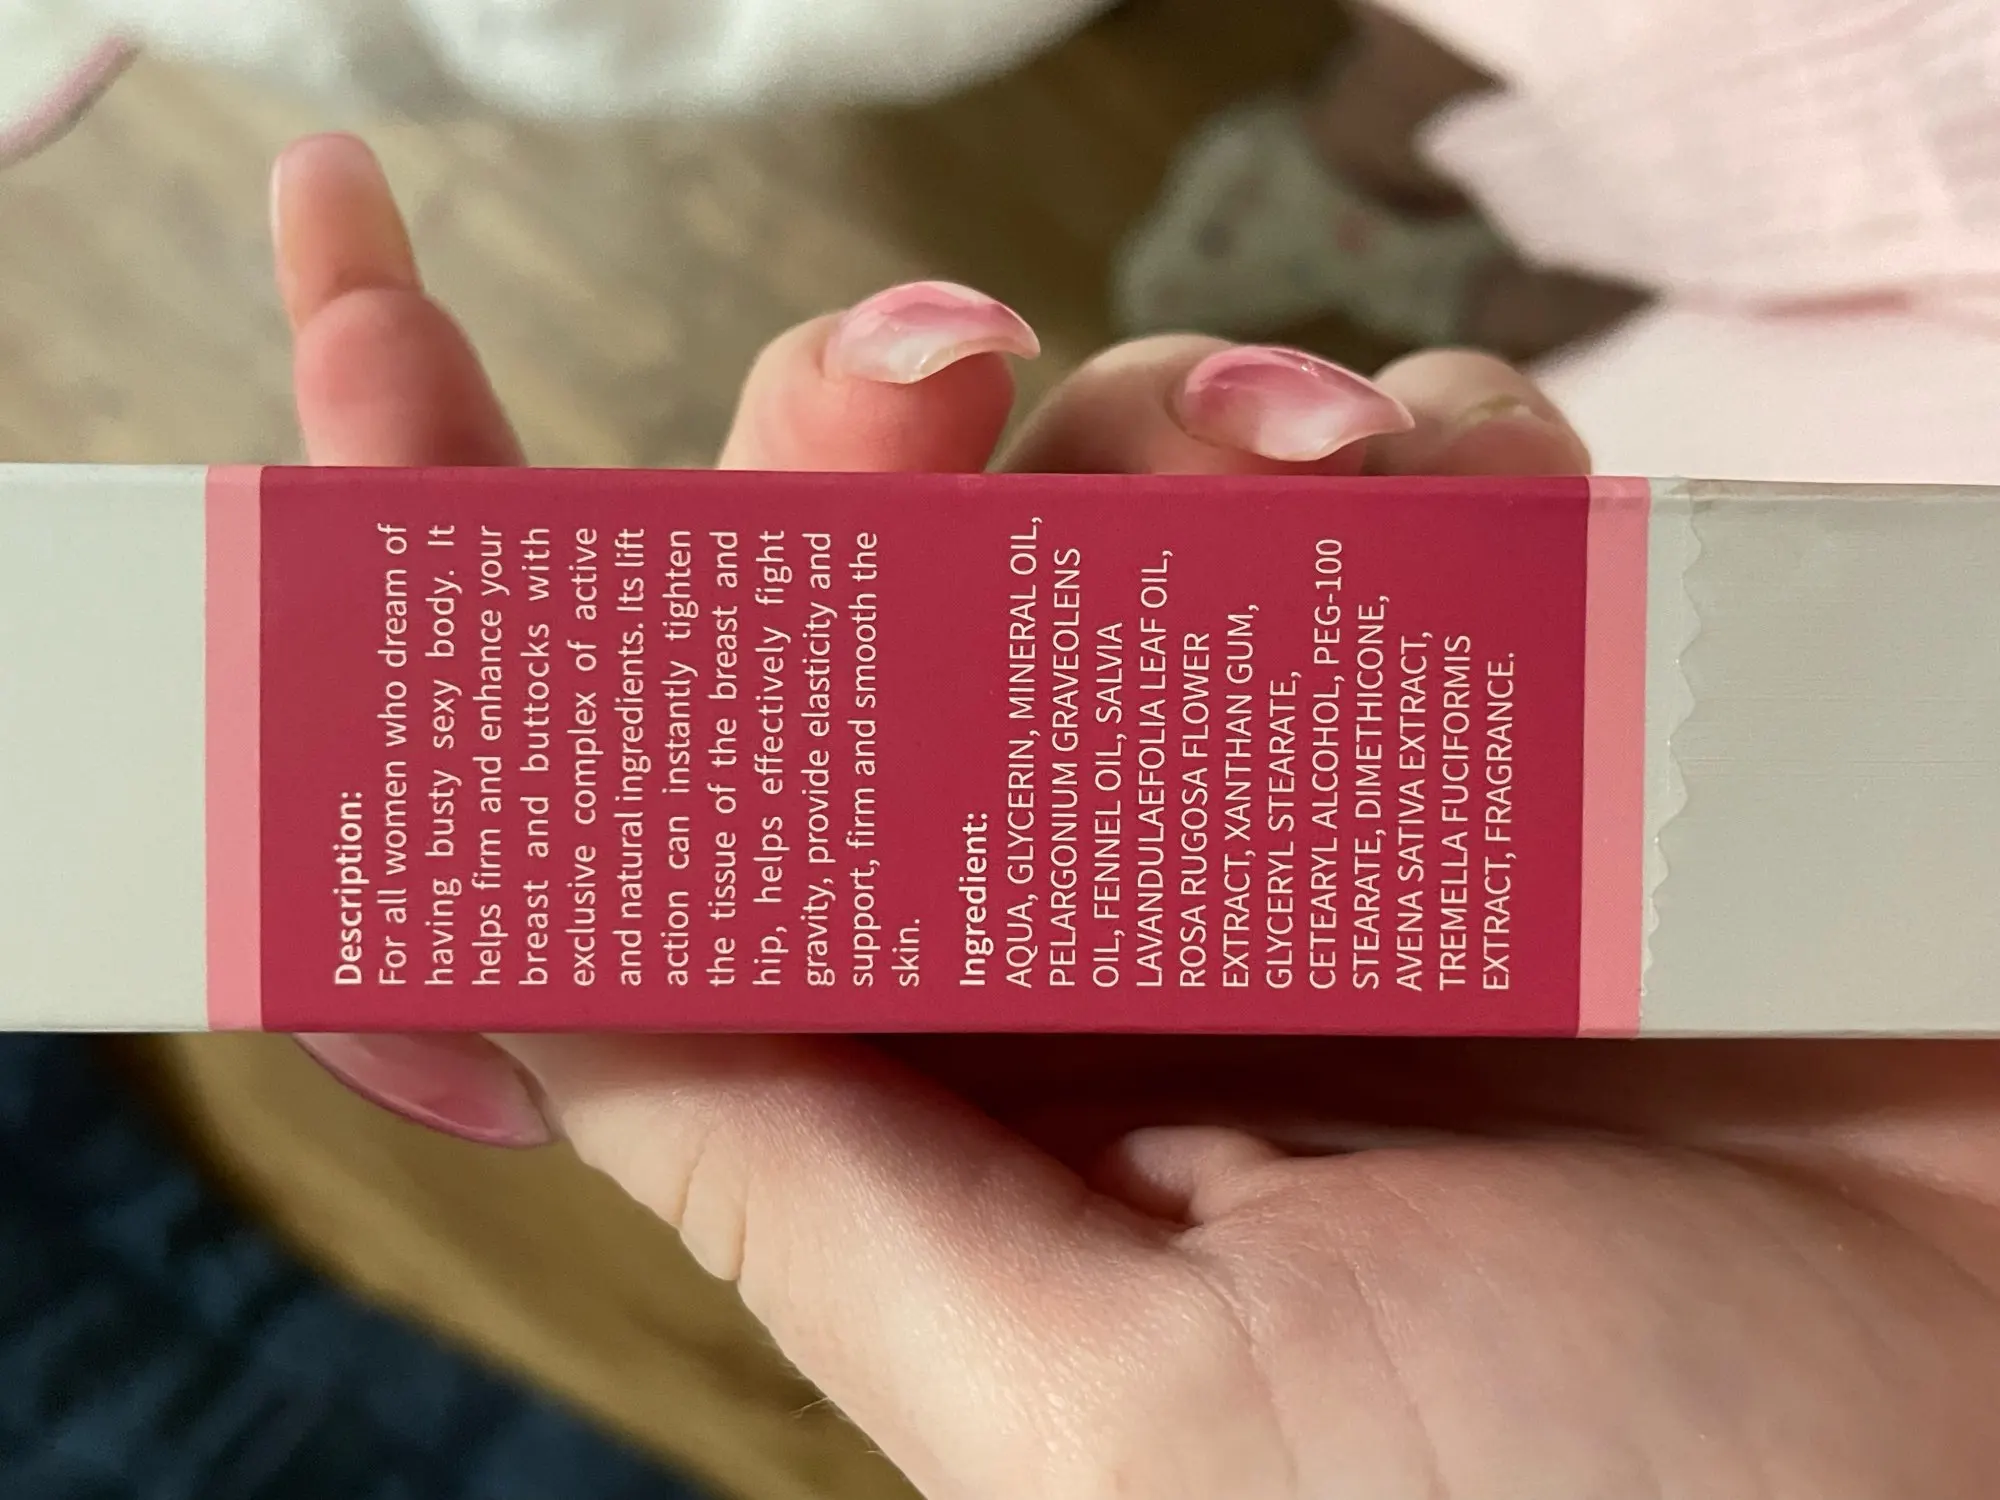 Description:
For all women who dream of
having busty sexy body. It
helps firm and enhance your
breast and buttocks with
exclusive complex of active
and natural ingredients. Its lift
action can instantly tighten
the tissue of the breast and
hip, helps effectively fight
gravity, provide elasticity and
support, firm and smooth the
skin.
Ingredient:
AQUA, GLYCERIN, MINERAL OIL,
PELARGONIUM GRAVEOLENS
OIL, FENNEL OIL, SALVIA
LAVANDULAEFOLIA LEAF OIL,
ROSA RUGOSA FLOWER
EXTRACT, XANTHAN GUM,
GLYCERYL STEARATE,
CETEARYL ALCOHOL, PEG-100
STEARATE, DIMETHICONE,
AVENA SATIVA EXTRACT,
TREMELLA FUCIFORMIS
EXTRACT, FRAGRANCE.